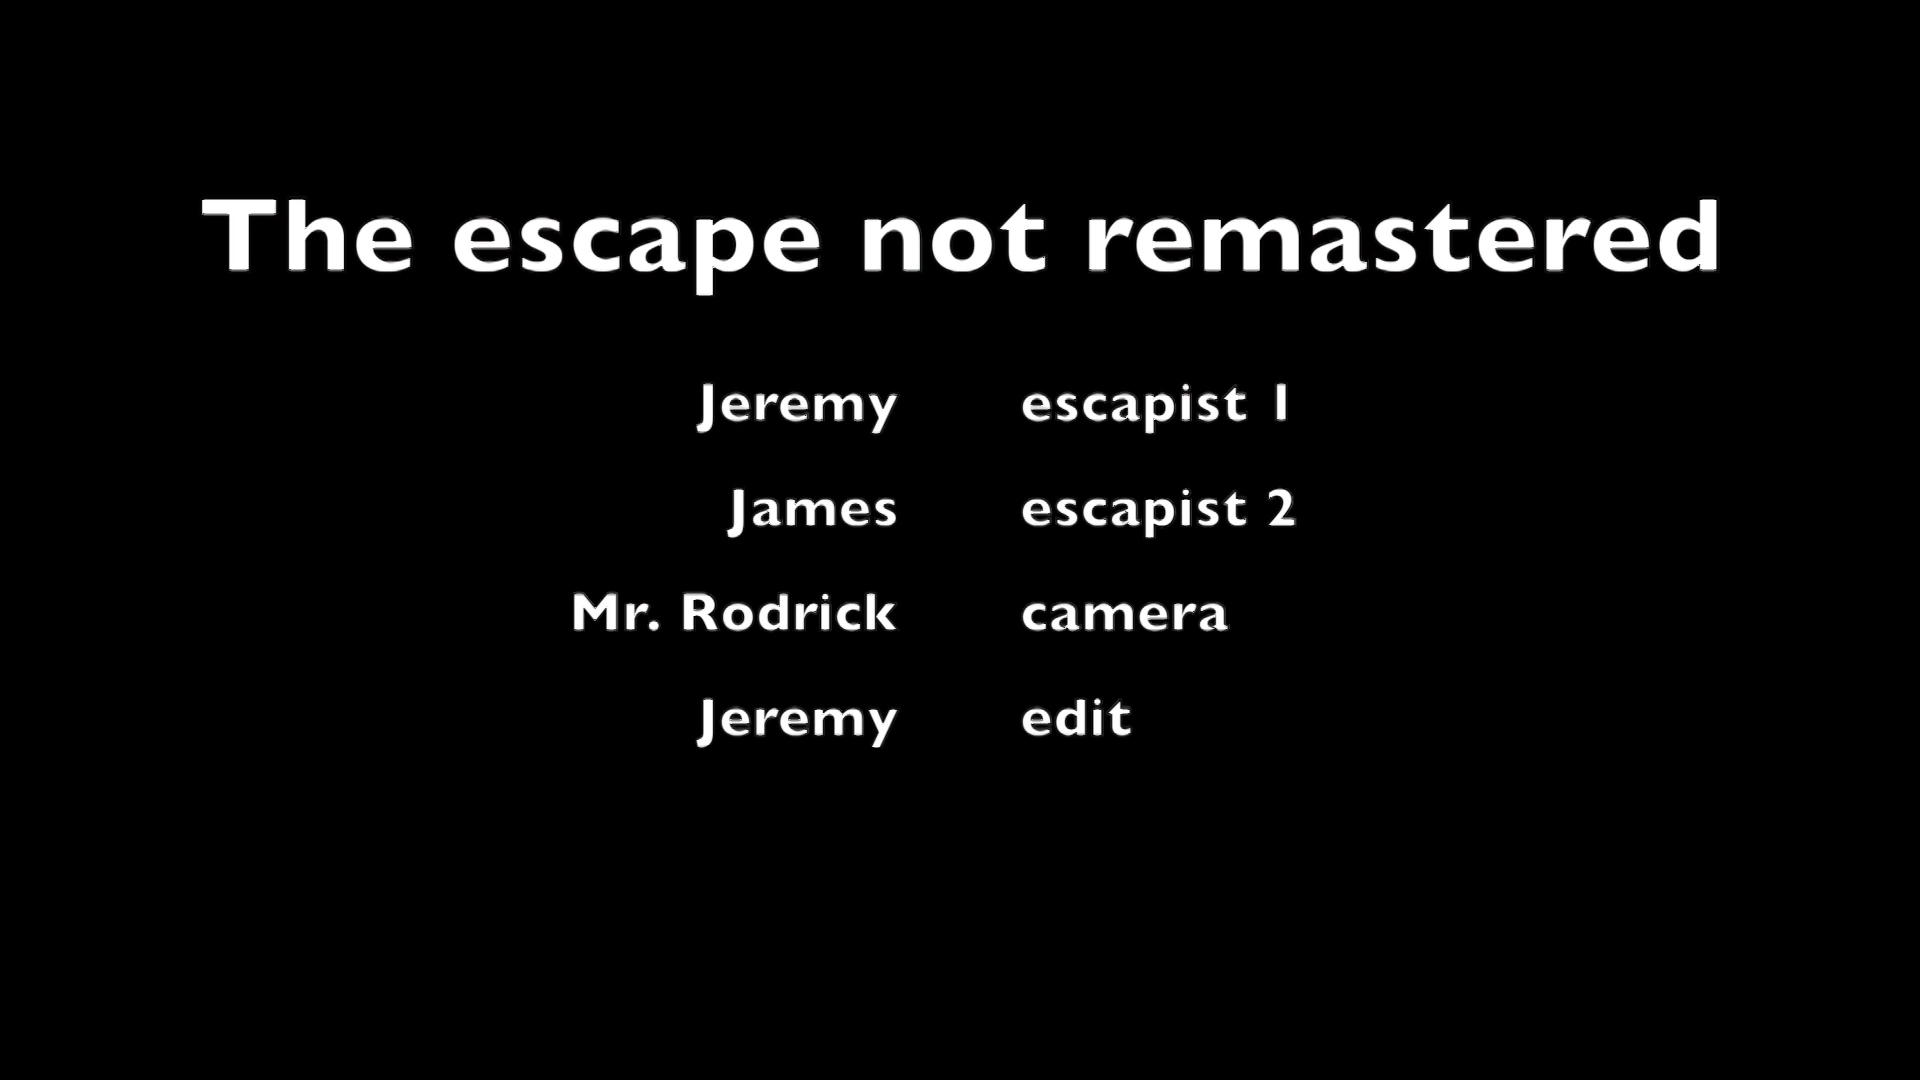 The escape not remastered
Jeremy escapist 1
James escapist 2
Mr. Rodrick camera
Jeremy edit